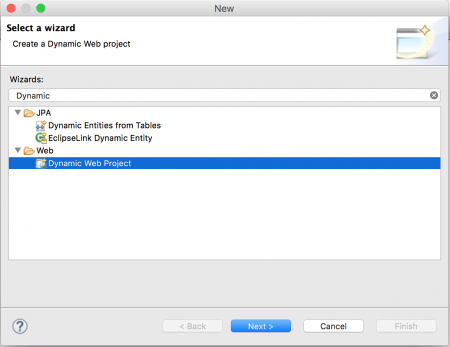 New
Select a wizard
Create a Dynamic Web project
Wizards:
Dynamic
JPA
Dynamic Entities from Tables
EclipseLink Dynamic Entity
Web
Dynamic Web Project
?
< Back Next > Cancel Finish